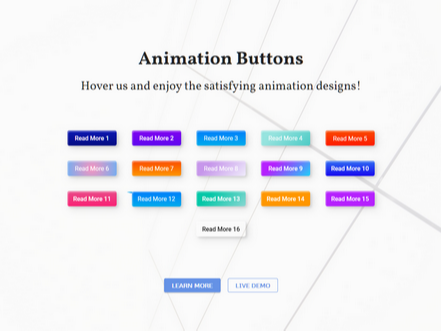 Animation Buttons
Hover us and enjoy the satisfying animation designs!
Read More 1 Read More 2 Read More 3 Read More 4 Read More 5
Read More 6 Read More 7 Read More 8 Read More 9 Read More 10
Read More 11 Read More 12 Read More 13 Read More 14 Read More 15
Read More 16
LEARN MORE LIVE DEMO